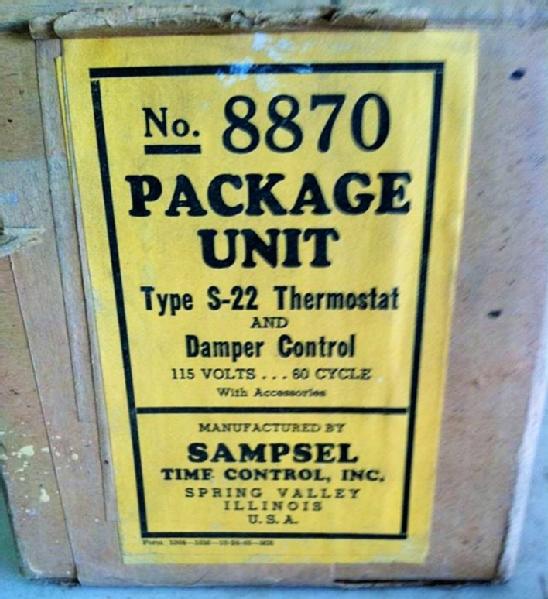 No. 8870
PACKAGE
UNIT
Type S-22 Thermostat
AND
Damper Control
115 VOLTS . . . 60 CYCLE
With Accessories
MANUFACTURED BY
SAMPSEL
TIME CONTROL, INC.
SPRING VALLEY
ILLINOIS
U. S. A.
Form